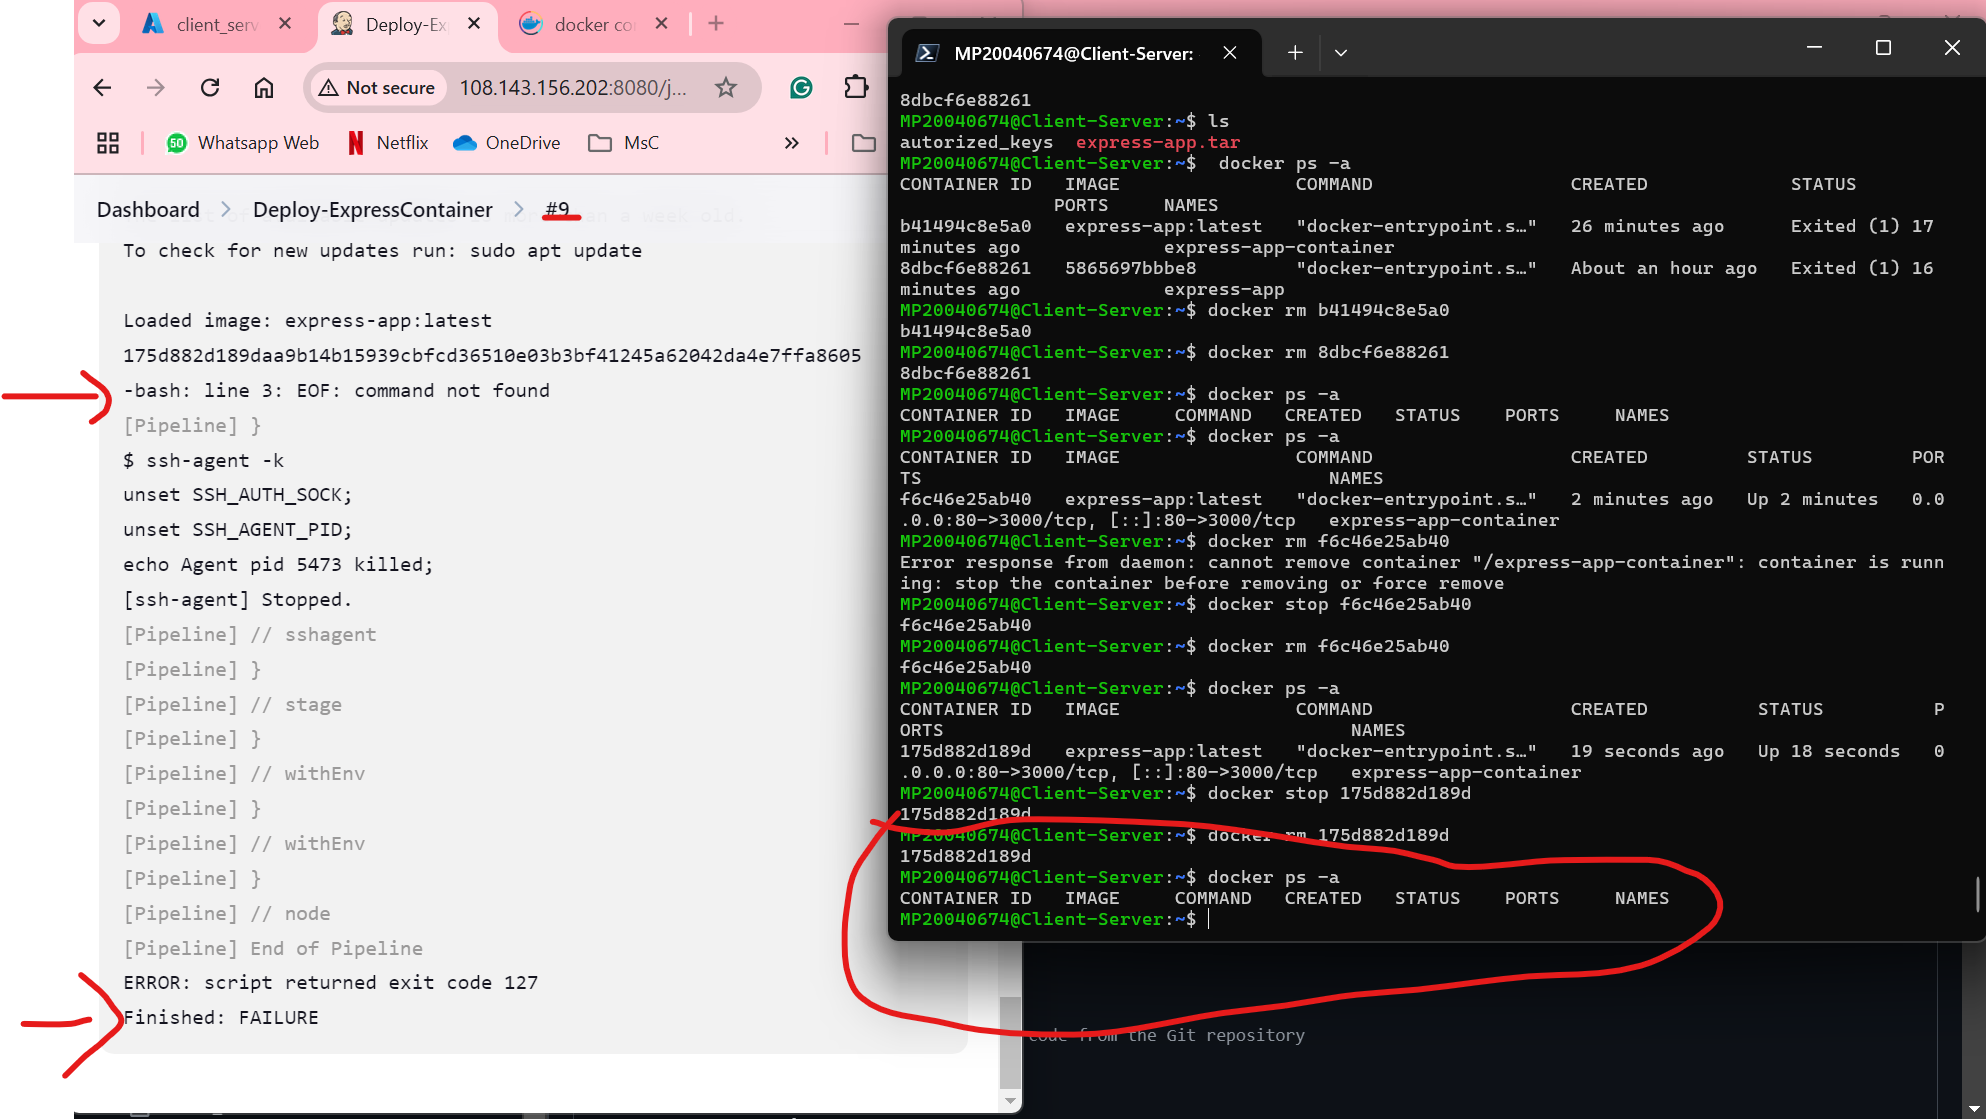 client_serv
Deploy-Ex
docker co
Not secure
108.143.156.202:8080/j...
50
Whatsapp Web
Netflix
OneDrive
MsC
Dashboard
Deploy-ExpressContainer
#9
To check for new updates run: sudo apt update
Loaded image: express-app:latest
175d882d189daa9b14b15939cbfcd36510e03b3bf41245a62042da4e7ffa8605
-bash: line 3: EOF: command not found
[Pipeline] }
$ ssh-agent -k
unset SSH_AUTH_SOCK;
unset SSH_AGENT_PID;
echo Agent pid 5473 killed;
[ssh-agent] Stopped.
[Pipeline] // sshagent
[Pipeline] }
[Pipeline] // stage
[Pipeline] }
[Pipeline] // withEnv
[Pipeline] }
[Pipeline] // withEnv
[Pipeline] }
[Pipeline] // node
[Pipeline] End of Pipeline
ERROR: script returned exit code 127
Finished: FAILURE
MP20040674@Client-Server:
8dbcf6e88261
MP20040674@Client-Server:~$ ls
autorized_keys  express-app.tar
MP20040674@Client-Server:~$  docker ps -a
CONTAINER ID   IMAGE                COMMAND                  CREATED             STATUS
PORTS     NAMES
b41494c8e5a0   express-app:latest   "docker-entrypoint.s…"   26 minutes ago      Exited (1) 17
minutes ago             express-app-container
8dbcf6e88261   5865697bbbe8         "docker-entrypoint.s…"   About an hour ago   Exited (1) 16
minutes ago             express-app
MP20040674@Client-Server:~$ docker rm b41494c8e5a0
b41494c8e5a0
MP20040674@Client-Server:~$ docker rm 8dbcf6e88261
8dbcf6e88261
MP20040674@Client-Server:~$ docker ps -a
CONTAINER ID   IMAGE     COMMAND   CREATED   STATUS    PORTS     NAMES
MP20040674@Client-Server:~$ docker ps -a
CONTAINER ID   IMAGE                COMMAND                  CREATED         STATUS         POR
TS                                     NAMES
f6c46e25ab40   express-app:latest   "docker-entrypoint.s…"   2 minutes ago   Up 2 minutes   0.0
.0.0:80->3000/tcp, [::]:80->3000/tcp   express-app-container
MP20040674@Client-Server:~$ docker rm f6c46e25ab40
Error response from daemon: cannot remove container "/express-app-container": container is runn
ing: stop the container before removing or force remove
MP20040674@Client-Server:~$ docker stop f6c46e25ab40
f6c46e25ab40
MP20040674@Client-Server:~$ docker rm f6c46e25ab40
f6c46e25ab40
MP20040674@Client-Server:~$ docker ps -a
CONTAINER ID   IMAGE                COMMAND                  CREATED          STATUS          P
ORTS                                     NAMES
175d882d189d   express-app:latest   "docker-entrypoint.s…"   19 seconds ago   Up 18 seconds   0
.0.0.0:80->3000/tcp, [::]:80->3000/tcp   express-app-container
MP20040674@Client-Server:~$ docker stop 175d882d189d
175d882d189d
MP20040674@Client-Server:~$ docker rm 175d882d189d
175d882d189d
MP20040674@Client-Server:~$ docker ps -a
CONTAINER ID   IMAGE     COMMAND   CREATED   STATUS    PORTS     NAMES
MP20040674@Client-Server:~$
code from the Git repository